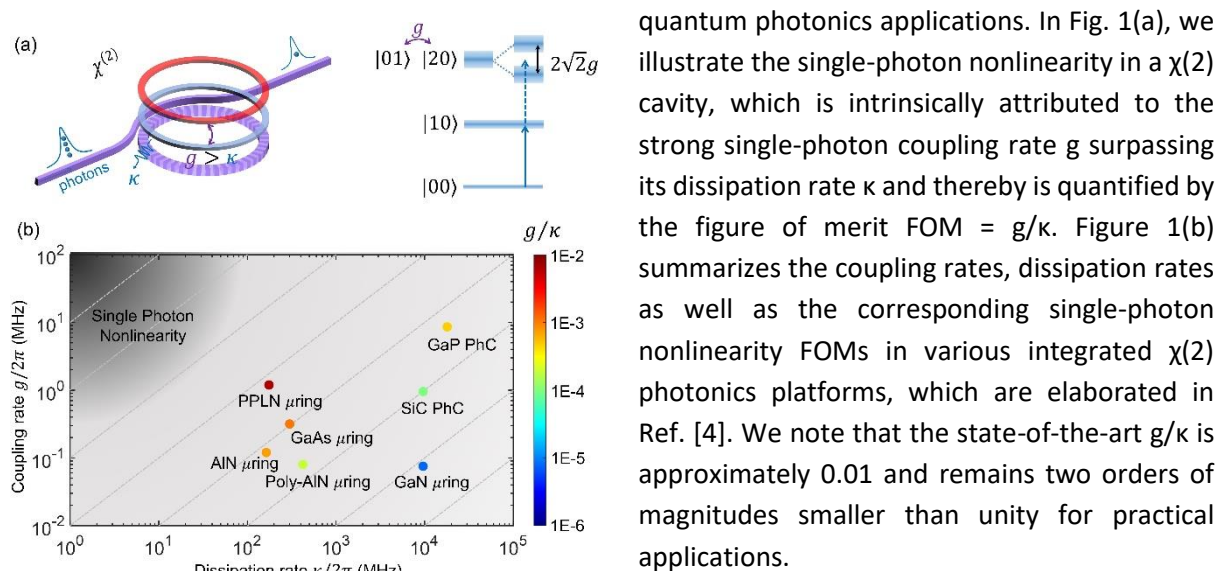 (a)
χ(2)
photons
κ
g > κ
g
|01⟩ |20⟩
2√2g
|10⟩
|00⟩
(b)
g/κ
Coupling rate g/2π (MHz)
10^2
10^1
10^0
10^-1
10^-2
Single Photon
Nonlinearity
GaP PhC
PPLN μring
SiC PhC
GaAs μring
AlN μring
Poly-AlN μring
GaN μring
1E-2
1E-3
1E-4
1E-5
1E-6
10^0 10^1 10^2 10^3 10^4 10^5
Dissipation rate κ/2π (MHz)
quantum photonics applications. In Fig. 1(a), we
illustrate the single-photon nonlinearity in a χ(2)
cavity, which is intrinsically attributed to the
strong single-photon coupling rate g surpassing
its dissipation rate κ and thereby is quantified by
the figure of merit FOM = g/κ. Figure 1(b)
summarizes the coupling rates, dissipation rates
as well as the corresponding single-photon
nonlinearity FOMs in various integrated χ(2)
photonics platforms, which are elaborated in
Ref. [4]. We note that the state-of-the-art g/κ is
approximately 0.01 and remains two orders of
magnitudes smaller than unity for practical
applications.